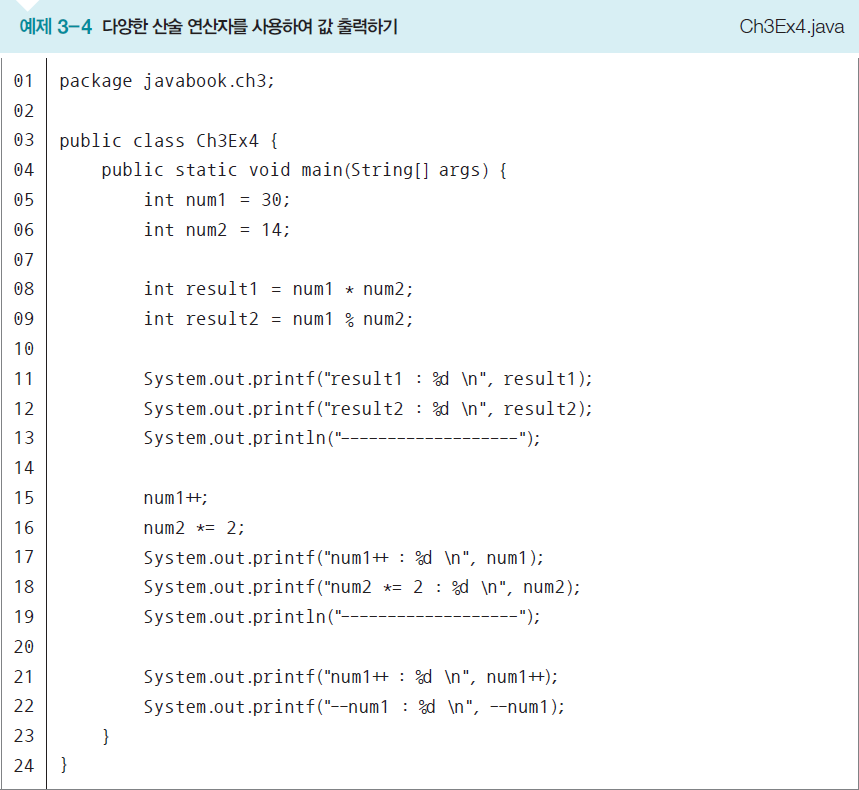 예제 3-4 다양한 산술 연산자를 사용하여 값 출력하기 Ch3Ex4.java
01 package javabook.ch3;
02
03 public class Ch3Ex4 {
04     public static void main(String[] args) {
05         int num1 = 30;
06         int num2 = 14;
07
08         int result1 = num1 * num2;
09         int result2 = num1 % num2;
10
11         System.out.printf("result1 : %d \n", result1);
12         System.out.printf("result2 : %d \n", result2);
13         System.out.println("-------------------");
14
15         num1++;
16         num2 *= 2;
17         System.out.printf("num1++ : %d \n", num1);
18         System.out.printf("num2 *= 2 : %d \n", num2);
19         System.out.println("-------------------");
20
21         System.out.printf("num1++ : %d \n", num1++);
22         System.out.printf("--num1 : %d \n", --num1);
23     }
24 }